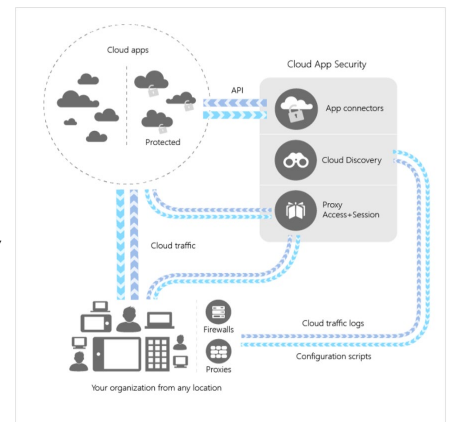 Cloud apps
Cloud App Security
API
App connectors
Protected
Cloud Discovery
Proxy
Access+Session
Cloud traffic
Firewalls
Cloud traffic logs
Proxies
Configuration scripts
Your organization from any location